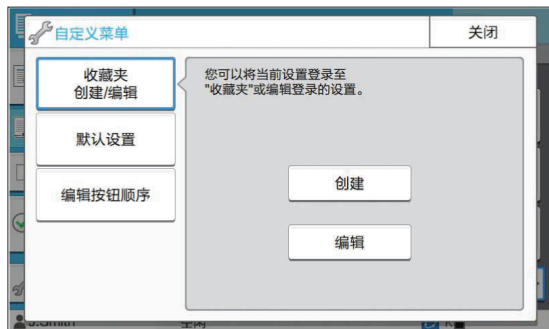 自定义菜单
关闭
收藏夹
创建/编辑
您可以将当前设置登录至
"收藏夹"或编辑登录的设置。
默认设置
创建
编辑按钮顺序
编辑